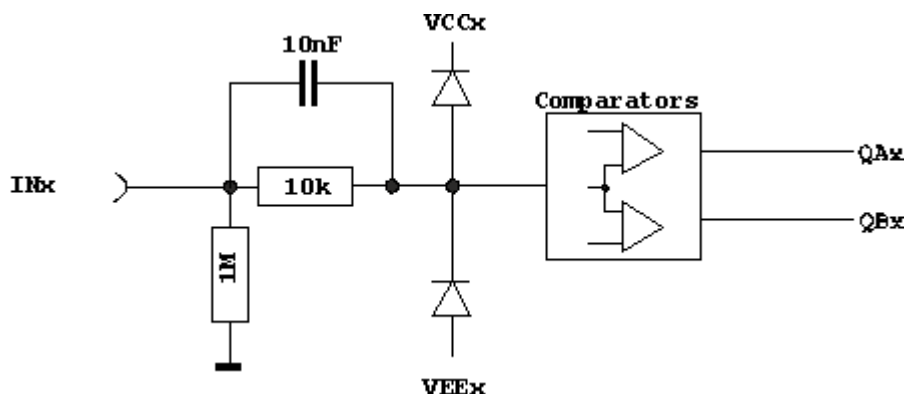 VCCx
10nF
Comparators
QAx
INx
10k
QBx
1M
VEEx